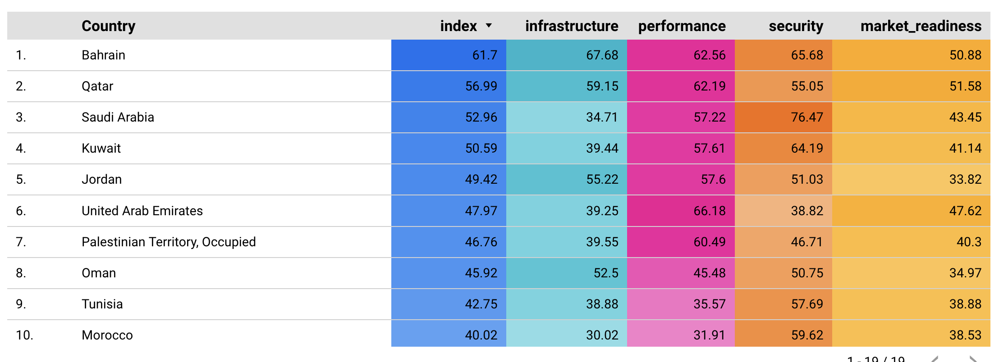 Country index ▼ infrastructure performance security market_readiness
1. Bahrain 61.7 67.68 62.56 65.68 50.88
2. Qatar 56.99 59.15 62.19 55.05 51.58
3. Saudi Arabia 52.96 34.71 57.22 76.47 43.45
4. Kuwait 50.59 39.44 57.61 64.19 41.14
5. Jordan 49.42 55.22 57.6 51.03 33.82
6. United Arab Emirates 47.97 39.25 66.18 38.82 47.62
7. Palestinian Territory, Occupied 46.76 39.55 60.49 46.71 40.3
8. Oman 45.92 52.5 45.48 50.75 34.97
9. Tunisia 42.75 38.88 35.57 57.69 38.88
10. Morocco 40.02 30.02 31.91 59.62 38.53
1 - 19 / 19